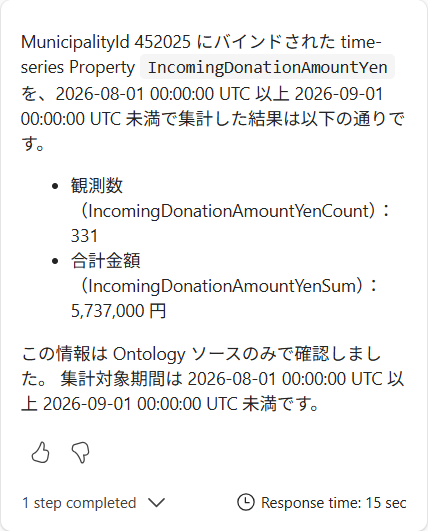 MunicipalityId 452025 にバインドされた time-
series Property IncomingDonationAmountYen
を、2026-08-01 00:00:00 UTC 以上 2026-09-01
00:00:00 UTC 未満で集計した結果は以下の通りで
す。
• 観測数
（IncomingDonationAmountYenCount）：
331
• 合計金額
（IncomingDonationAmountYenSum）：
5,737,000 円
この情報は Ontology ソースのみで確認しまし
た。 集計対象期間は 2026-08-01 00:00:00 UTC 以
上 2026-09-01 00:00:00 UTC 未満です。
1 step completed
Response time: 15 sec